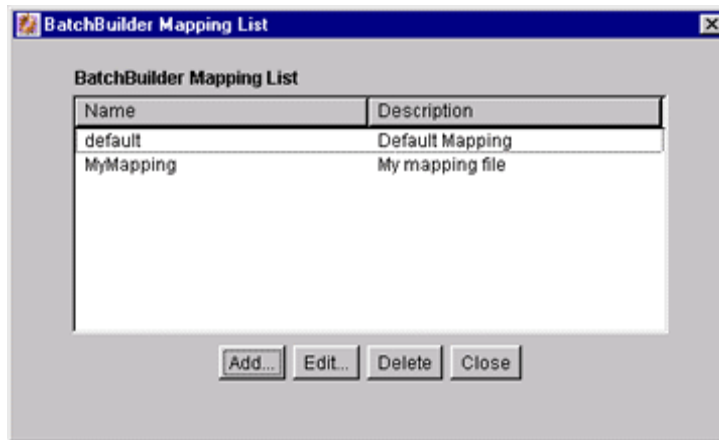 BatchBuilder Mapping List
BatchBuilder Mapping List
Name Description
default Default Mapping
MyMapping My mapping file
Add... Edit... Delete Close